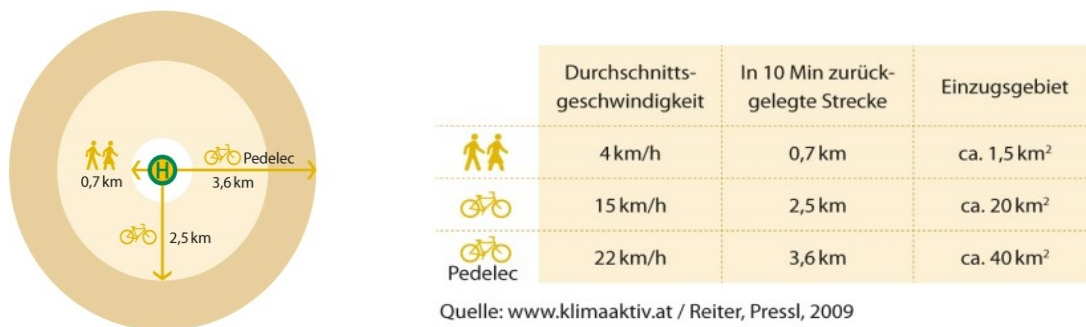 H
Pedelec
0,7 km
3,6 km
2,5 km
Durchschnitts-
geschwindigkeit
In 10 Min zurück-
gelegte Strecke
Einzugsgebiet
4 km/h
0,7 km
ca. 1,5 km²
15 km/h
2,5 km
ca. 20 km²
Pedelec
22 km/h
3,6 km
ca. 40 km²
Quelle: www.klimaaktiv.at / Reiter, Pressl, 2009